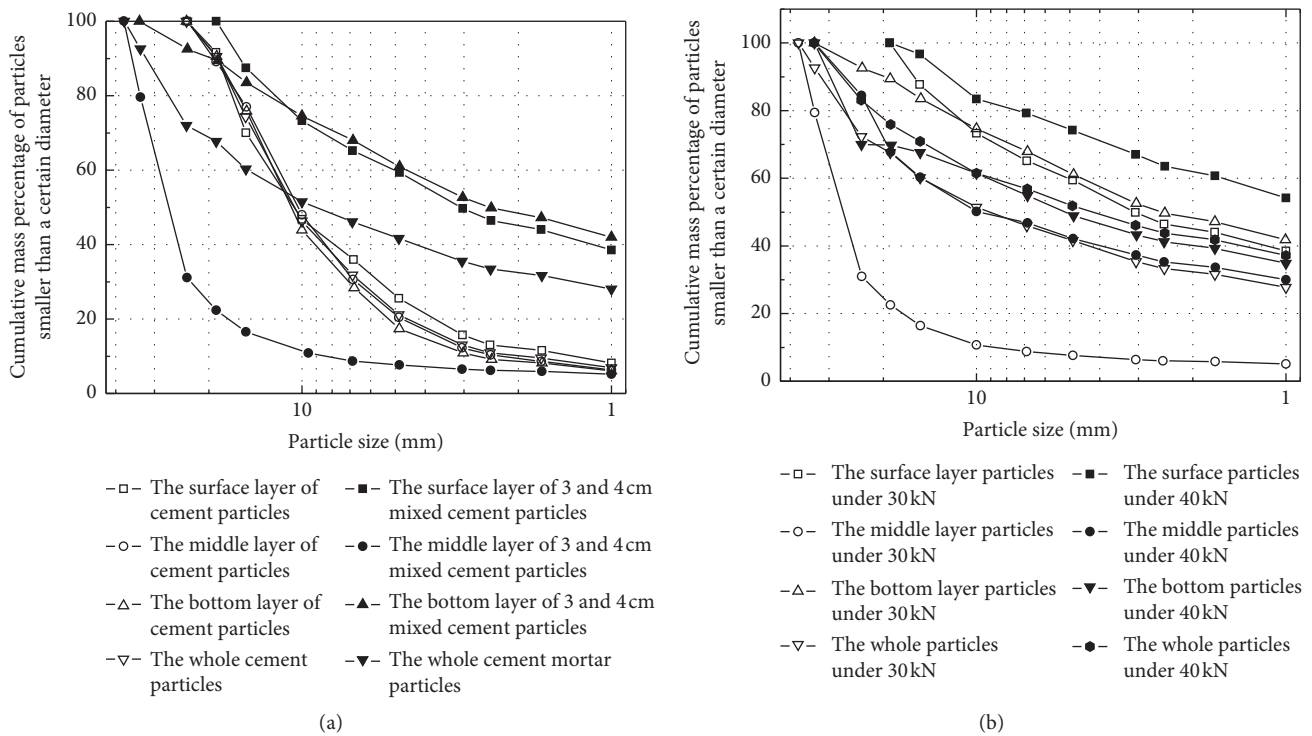 Cumulative mass percentage of particles
smaller than a certain diameter
100
80
60
40
20
0
10
1
Particle size (mm)
The surface layer of
cement particles
The middle layer of
cement particles
The bottom layer of
cement particles
The whole cement
particles
The surface layer of 3 and 4 cm
mixed cement particles
The middle layer of 3 and 4 cm
mixed cement particles
The bottom layer of 3 and 4 cm
mixed cement particles
The whole cement mortar
particles
(a)
Cumulative mass percentage of particles
smaller than a certain diameter
100
80
60
40
20
0
10
1
Particle size (mm)
The surface layer particles
under 30 kN
The middle layer particles
under 30 kN
The bottom layer particles
under 30 kN
The whole particles
under 30 kN
The surface particles
under 40 kN
The middle particles
under 40 kN
The bottom particles
under 40 kN
The whole particles
under 40 kN
(b)